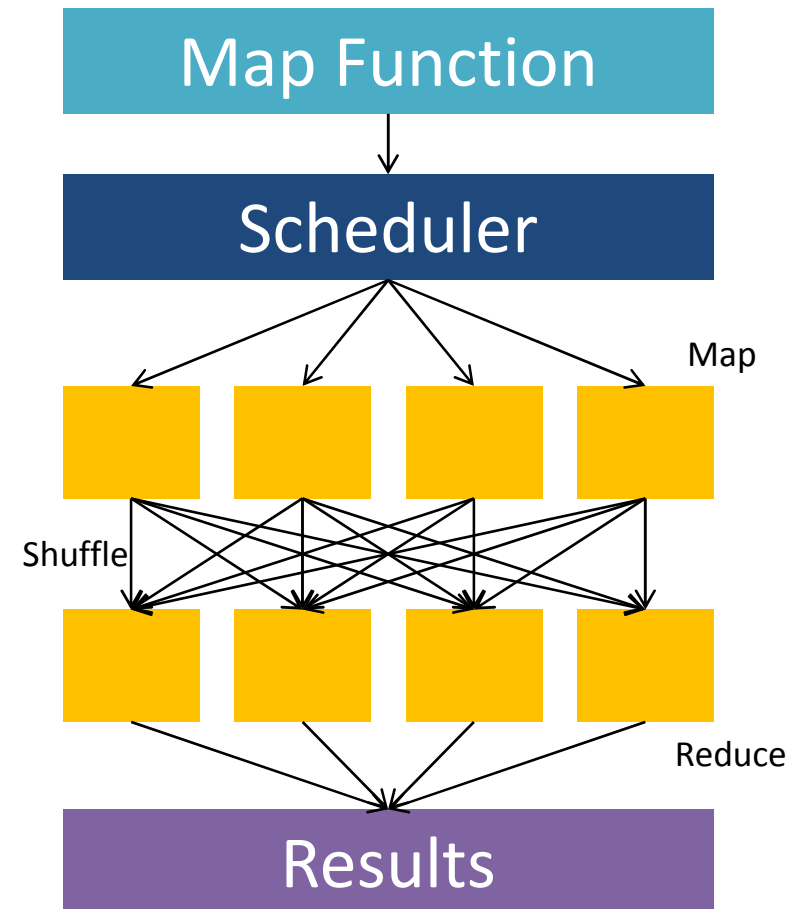 Map Function
Scheduler
Map
Shuffle
Reduce
Results